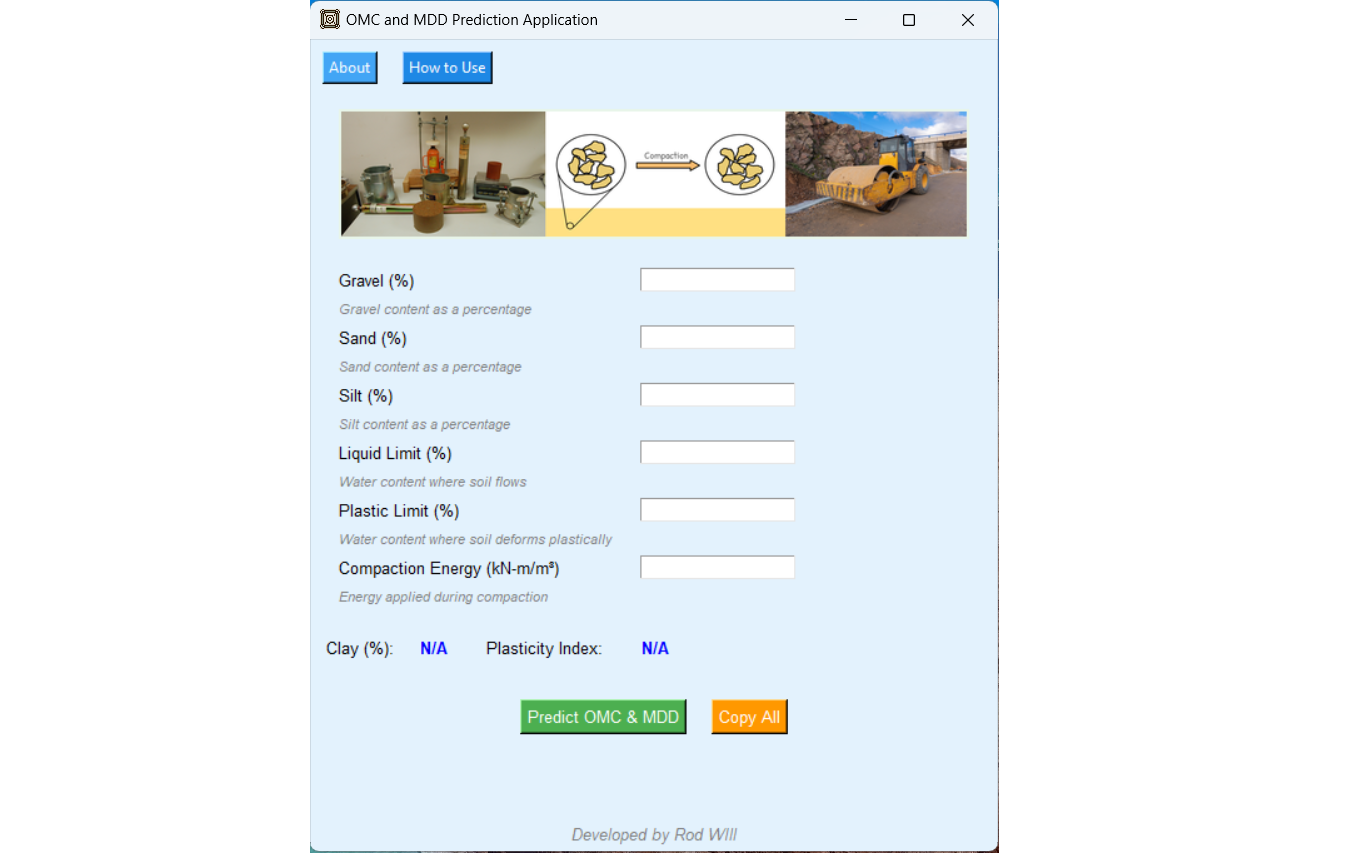 OMC and MDD Prediction Application
About How to Use
Compaction
Gravel (%)
Gravel content as a percentage
Sand (%)
Sand content as a percentage
Silt (%)
Silt content as a percentage
Liquid Limit (%)
Water content where soil flows
Plastic Limit (%)
Water content where soil deforms plastically
Compaction Energy (kN-m/m³)
Energy applied during compaction
Clay (%): N/A Plasticity Index: N/A
Predict OMC & MDD Copy All
Developed by Rod WIll